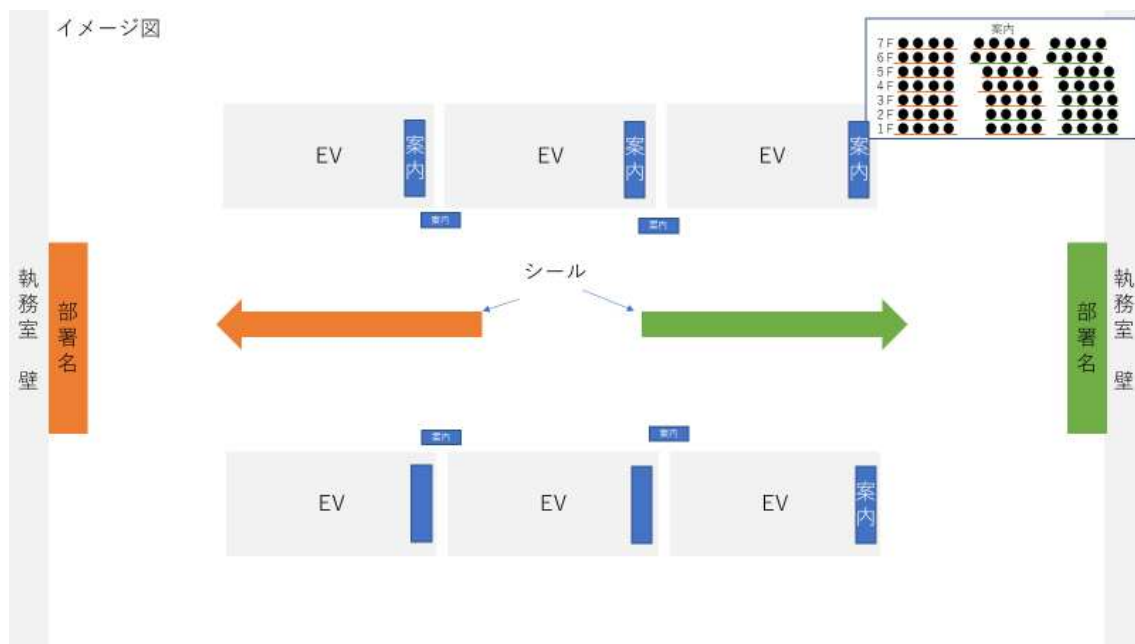 イメージ図
案内
7F ●●●● ●●●● ●●●●
6F ●●●● ●●●● ●●●●
5F ●●●● ●●●● ●●●●
4F ●●●● ●●●● ●●●●
3F ●●●● ●●●● ●●●●
2F ●●●● ●●●● ●●●●
1F ●●●● ●●●● ●●●●
EV
案内
EV
案内
EV
案内
案内
案内
シール
執務室 壁
部署名
部署名
執務室 壁
案内
案内
EV
EV
EV
案内